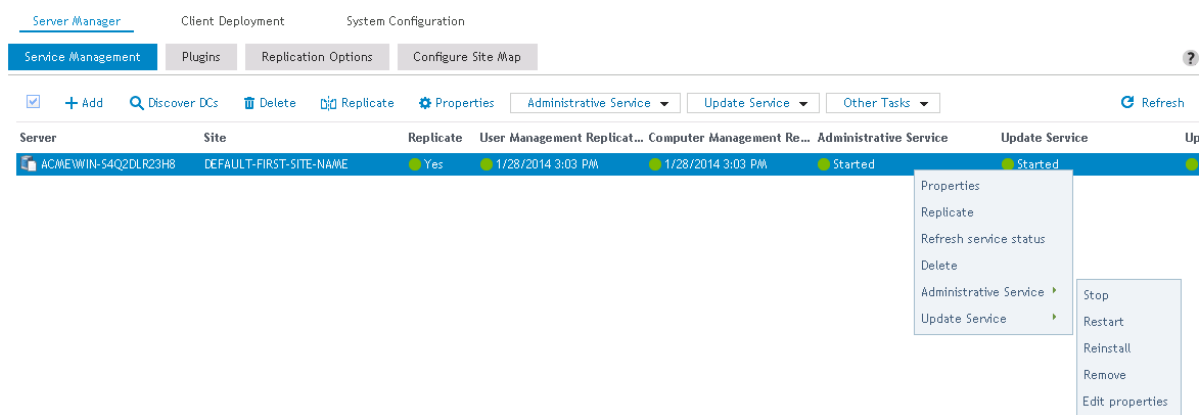 Server Manager Client Deployment System Configuration
Service Management Plugins Replication Options Configure Site Map ?
Add Discover DCs Delete Replicate Properties Administrative Service Update Service Other Tasks Refresh
Server Site Replicate User Management Replicat... Computer Management Re... Administrative Service Update Service Up
ACME\WIN-S4Q2DLR23H8 DEFAULT-FIRST-SITE-NAME Yes 1/28/2014 3:03 PM 1/28/2014 3:03 PM Started Started
Properties
Replicate
Refresh service status
Delete
Administrative Service
Update Service
Stop
Restart
Reinstall
Remove
Edit properties